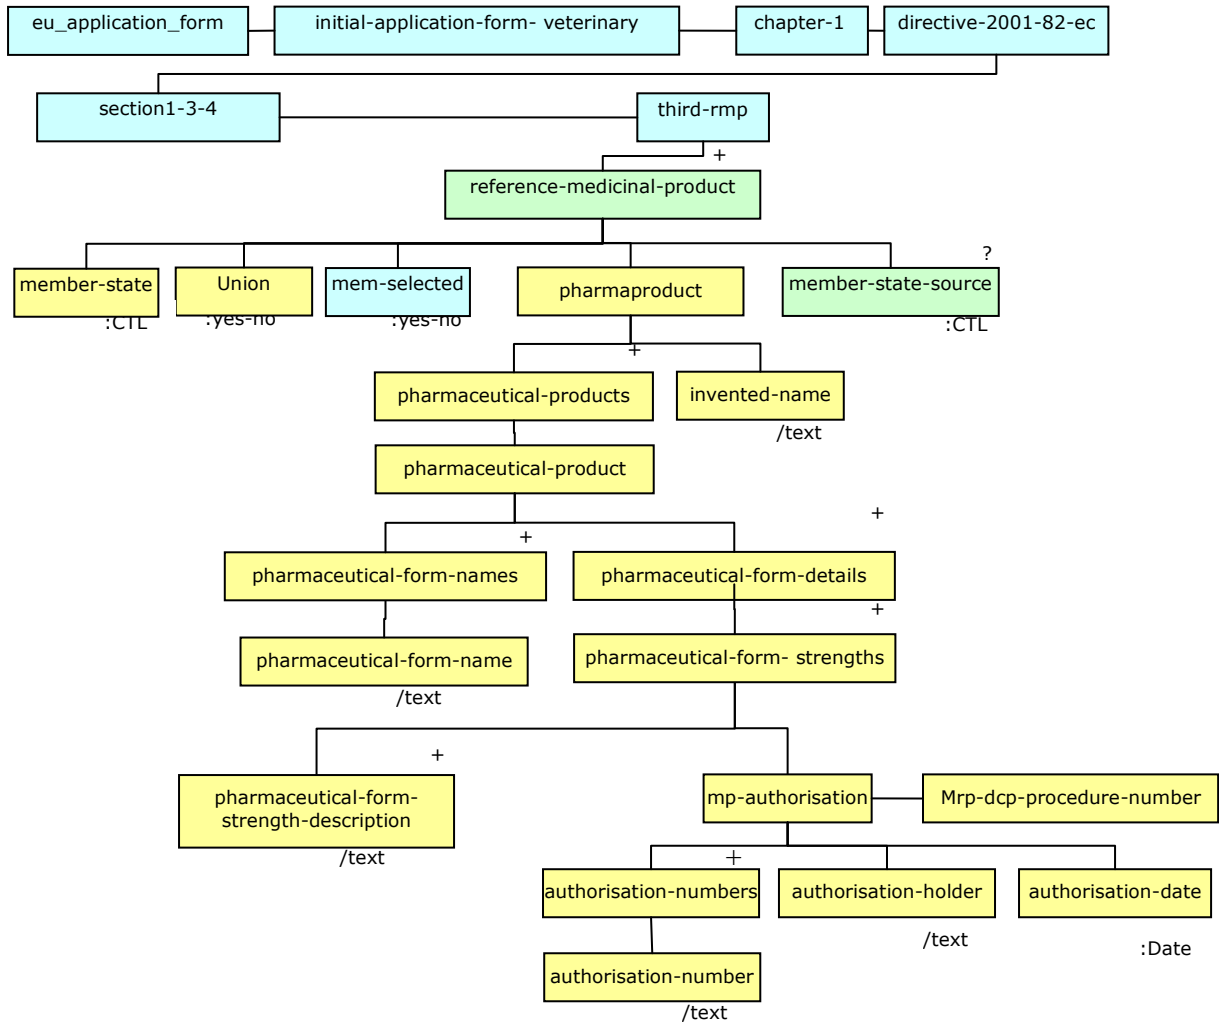 eu_application_form
initial-application-form- veterinary
chapter-1
directive-2001-82-ec
section1-3-4
third-rmp
+
reference-medicinal-product
?
member-state
Union
mem-selected
pharmaproduct
member-state-source
:CTL
:yes-no
:yes-no
:CTL
+
pharmaceutical-products
invented-name
/text
pharmaceutical-product
+
+
pharmaceutical-form-names
pharmaceutical-form-details
+
pharmaceutical-form-name
pharmaceutical-form- strengths
/text
+
pharmaceutical-form-
strength-description
/text
mp-authorisation
Mrp-dcp-procedure-number
+
authorisation-numbers
authorisation-holder
authorisation-date
/text
:Date
authorisation-number
/text